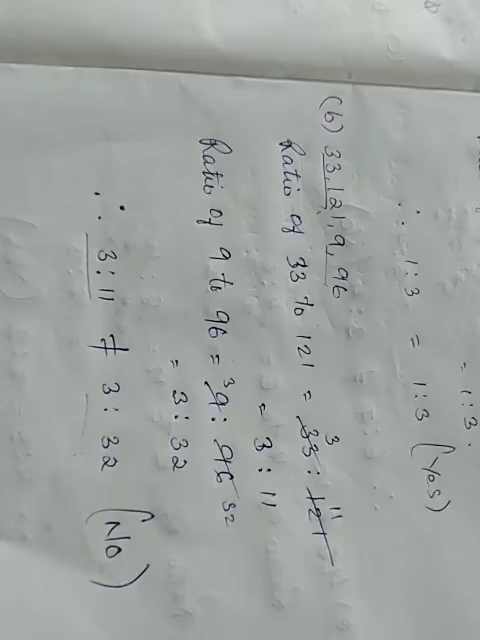 = 1:3.
∴ 1:3 = 1:3 (Yes)
(b) 33, 121, 9, 96
Ratio of 33 to 121 = 33 3 : 121 11
= 3 : 11
Ratio of 9 to 96 = 9 3 : 96 32
= 3 : 32
∴ 3:11 ≠ 3:32 (No)